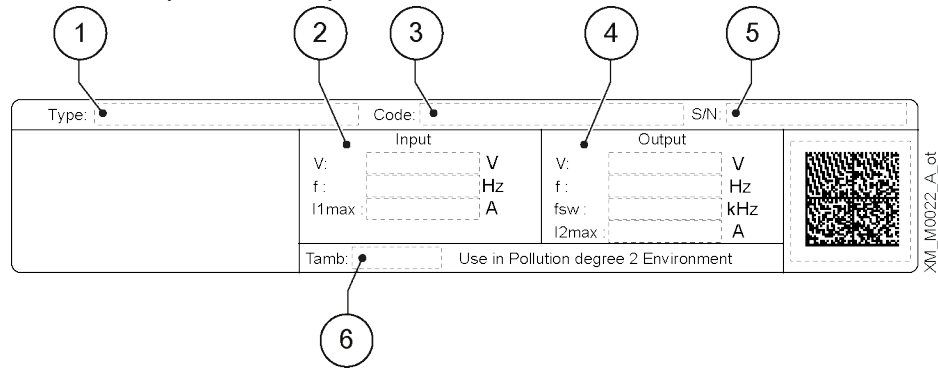 1 2 3 4 5
Type: Code: S/N:
Input Output
V: V V: V
f : Hz f : Hz
I1max : A fsw : kHz
I2max : A
Tamb: Use in Pollution degree 2 Environment
6
XM_M0022_A_ot